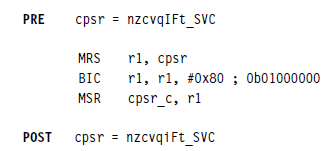 PRE cpsr = nzcvqIFt_SVC
MRS r1, cpsr
BIC r1, r1, #0x80 ; 0b01000000
MSR cpsr_c, r1
POST cpsr = nzcvqiFt_SVC